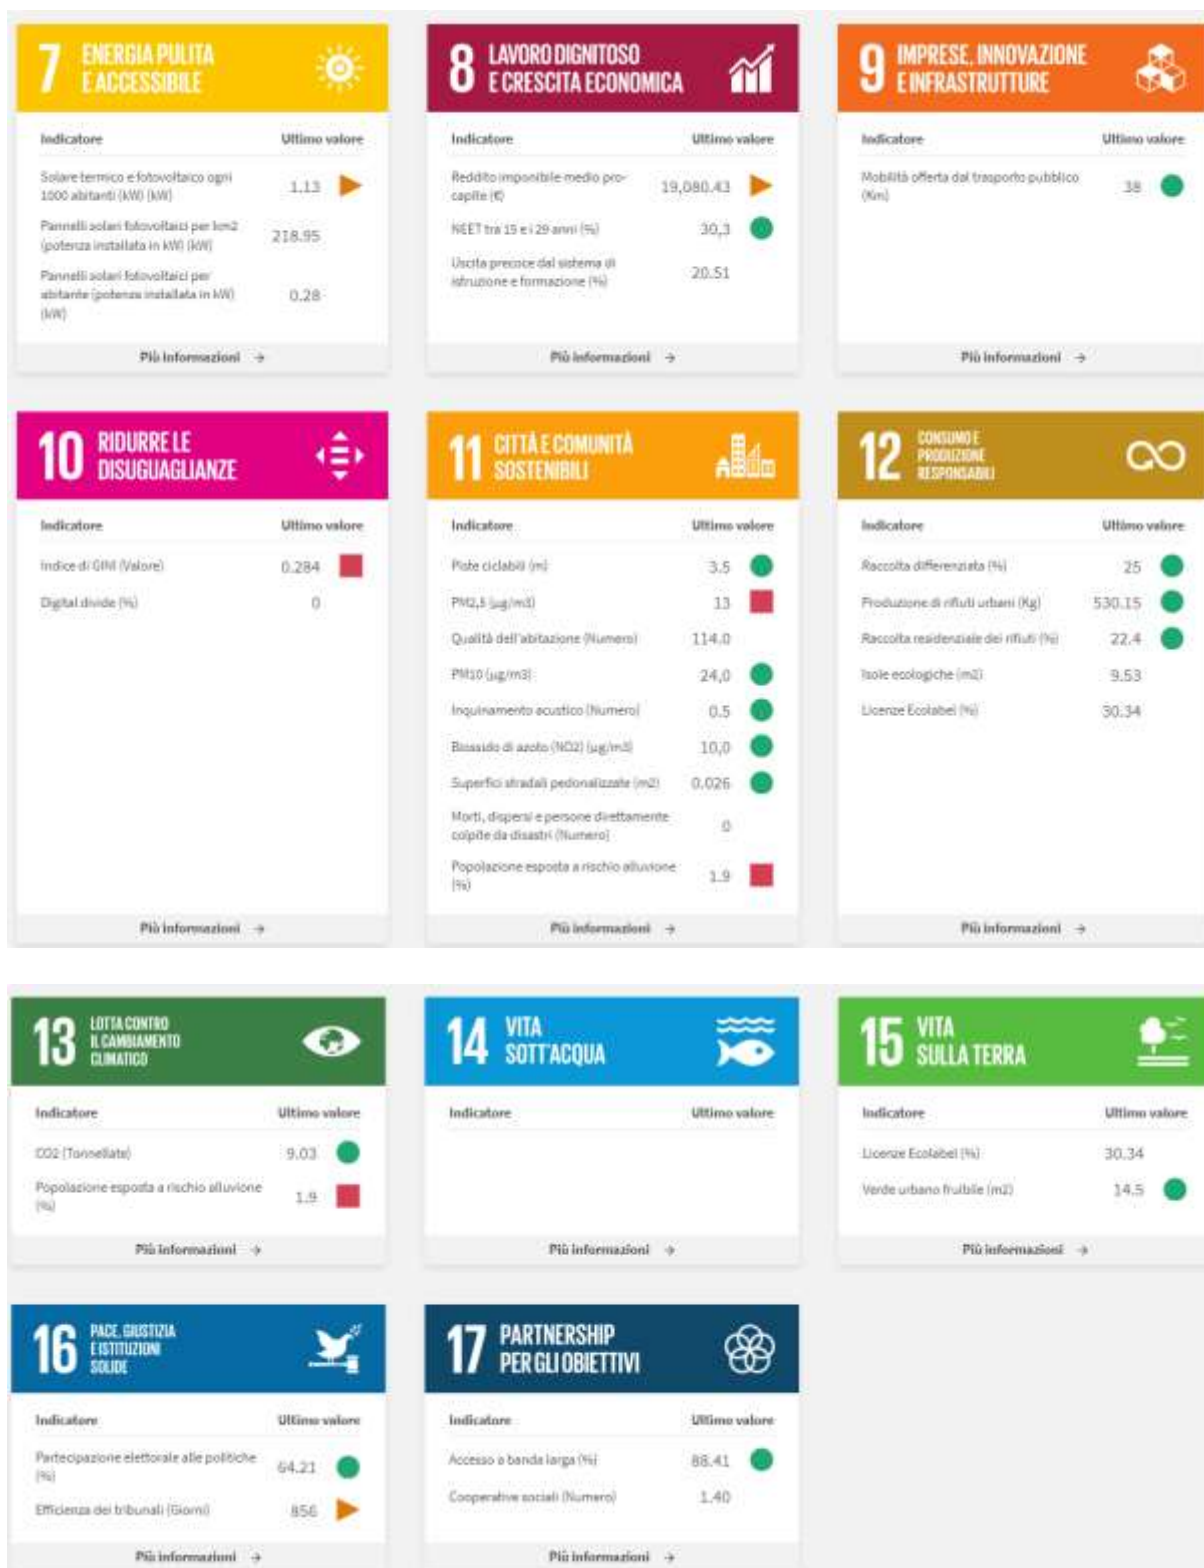 7 ENERGIA PULITA
E ACCESSIBILE
Indicatore Ultimo valore
Solare termico e fotovoltaico ogni
1000 abitanti (kW) (kW) 1.13
Pannelli solari fotovoltaici per km2
(potenza installata in kW) (kW) 218.95
Pannelli solari fotovoltaici per
abitante (potenza installata in kW)
(kW) 0.28
Più informazioni →
8 LAVORO DIGNITOSO
E CRESCITA ECONOMICA
Indicatore Ultimo valore
Reddito imponibile medio pro-
capite (€) 19,080.43
NEET tra 15 e i 29 anni (%) 30,3
Uscita precoce dal sistema di
istruzione e formazione (%) 20.51
Più informazioni →
9 IMPRESE, INNOVAZIONE
E INFRASTRUTTURE
Indicatore Ultimo valore
Mobilità offerta dal trasporto pubblico
(Km) 38
Più informazioni →
10 RIDURRE LE
DISUGUAGLIANZE
Indicatore Ultimo valore
Indice di GINI (Valore) 0.284
Digital divide (%) 0
Più informazioni →
11 CITTÀ E COMUNITÀ
SOSTENIBILI
Indicatore Ultimo valore
Piste ciclabili (m) 3.5
PM2,5 (µg/m3) 13
Qualità dell'abitazione (Numero) 114.0
PM10 (µg/m3) 24,0
Inquinamento acustico (Numero) 0.5
Biossido di azoto (NO2) (µg/m3) 10,0
Superfici stradali pedonalizzate (m2) 0.026
Morti, dispersi e persone direttamente
colpite da disastri (Numero) 0
Popolazione esposta a rischio alluvione
(%) 1.9
Più informazioni →
12 CONSUMO E
PRODUZIONE
RESPONSABILI
Indicatore Ultimo valore
Raccolta differenziata (%) 25
Produzione di rifiuti urbani (Kg) 530.15
Raccolta residenziale dei rifiuti (%) 22.4
Isole ecologiche (m2) 9.53
Licenze Ecolabel (%) 30.34
Più informazioni →
13 LOTTA CONTRO
IL CAMBIAMENTO
CLIMATICO
Indicatore Ultimo valore
CO2 (Tonnellate) 9.03
Popolazione esposta a rischio alluvione
(%) 1.9
Più informazioni →
14 VITA
SOTT'ACQUA
Indicatore Ultimo valore
Più informazioni →
15 VITA
SULLA TERRA
Indicatore Ultimo valore
Licenze Ecolabel (%) 30.34
Verde urbano fruibile (m2) 14.5
Più informazioni →
16 PACE, GIUSTIZIA
E ISTITUZIONI
SOLIDE
Indicatore Ultimo valore
Partecipazione elettorale alle politiche
(%) 64.21
Efficienza dei tribunali (Giorni) 856
Più informazioni →
17 PARTNERSHIP
PER GLI OBIETTIVI
Indicatore Ultimo valore
Accesso a banda larga (%) 88.41
Cooperative sociali (Numero) 1.40
Più informazioni →